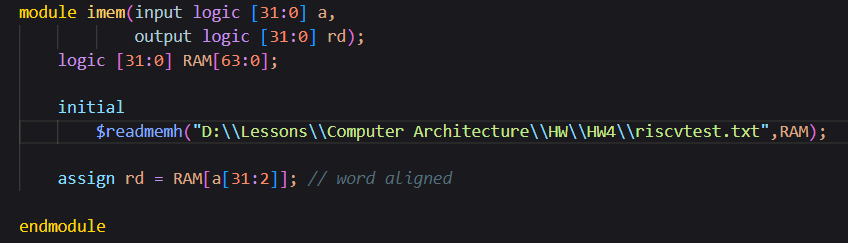 module imem(input logic [31:0] a,
output logic [31:0] rd);
logic [31:0] RAM[63:0];
initial
$readmemh("D:\\Lessons\\Computer Architecture\\HW\\HW4\\riscvtest.txt",RAM);
assign rd = RAM[a[31:2]]; // word aligned
endmodule